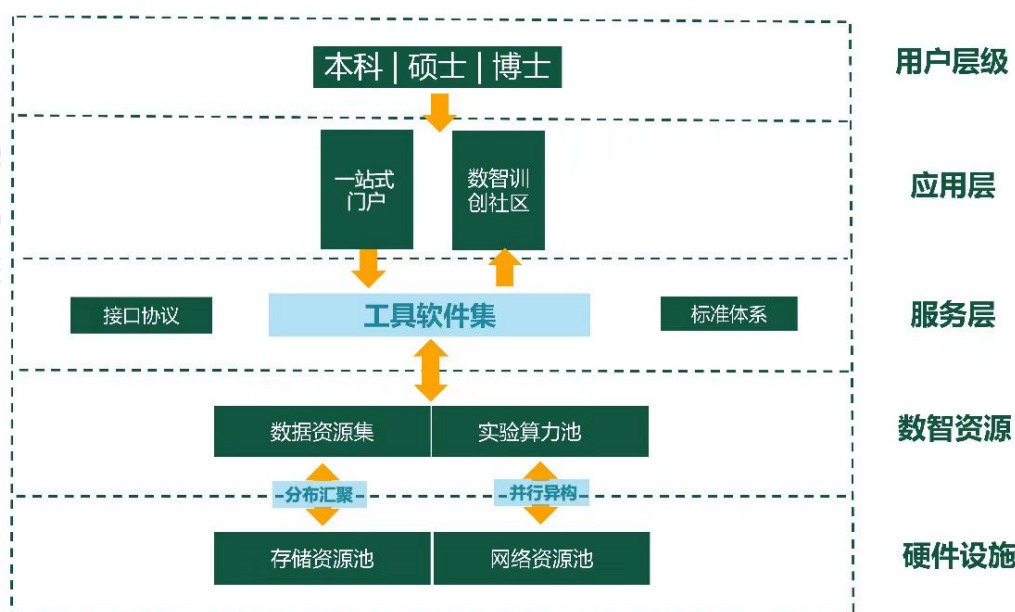 本科|硕士|博士
用户层级
一站式
门户
数智训
创社区
应用层
接口协议
工具软件集
标准体系
服务层
数据资源集
实验算力池
数智资源
分布汇聚
并行异构
存储资源池
网络资源池
硬件设施